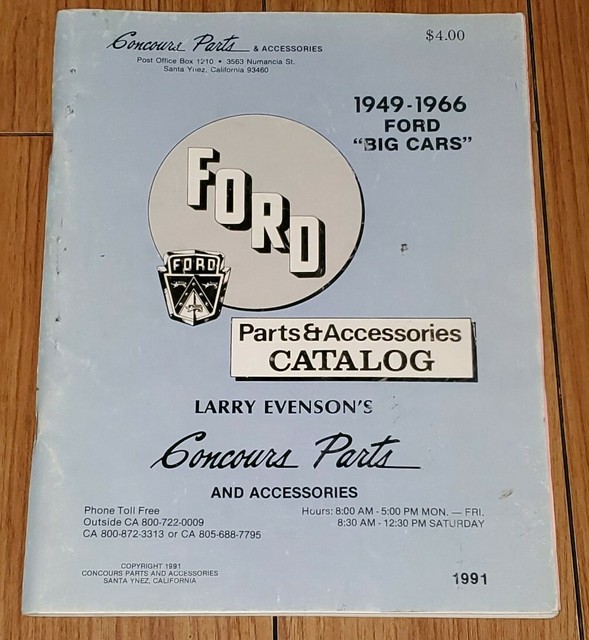 Concours Parts & ACCESSORIES
Post Office Box 1210 • 3563 Numancia St.
Santa Ynez, California 93460
$4.00
1949-1966
FORD
"BIG CARS"
FORD
FORD
Parts & Accessories
CATALOG
LARRY EVENSON'S
Concours Parts
AND ACCESSORIES
Phone Toll Free
Outside CA 800-722-0009
CA 800-872-3313 or CA 805-688-7795
Hours: 8:00 AM - 5:00 PM MON. — FRI.
8:30 AM - 12:30 PM SATURDAY
COPYRIGHT 1991
CONCOURS PARTS AND ACCESSORIES
SANTA YNEZ, CALIFORNIA
1991